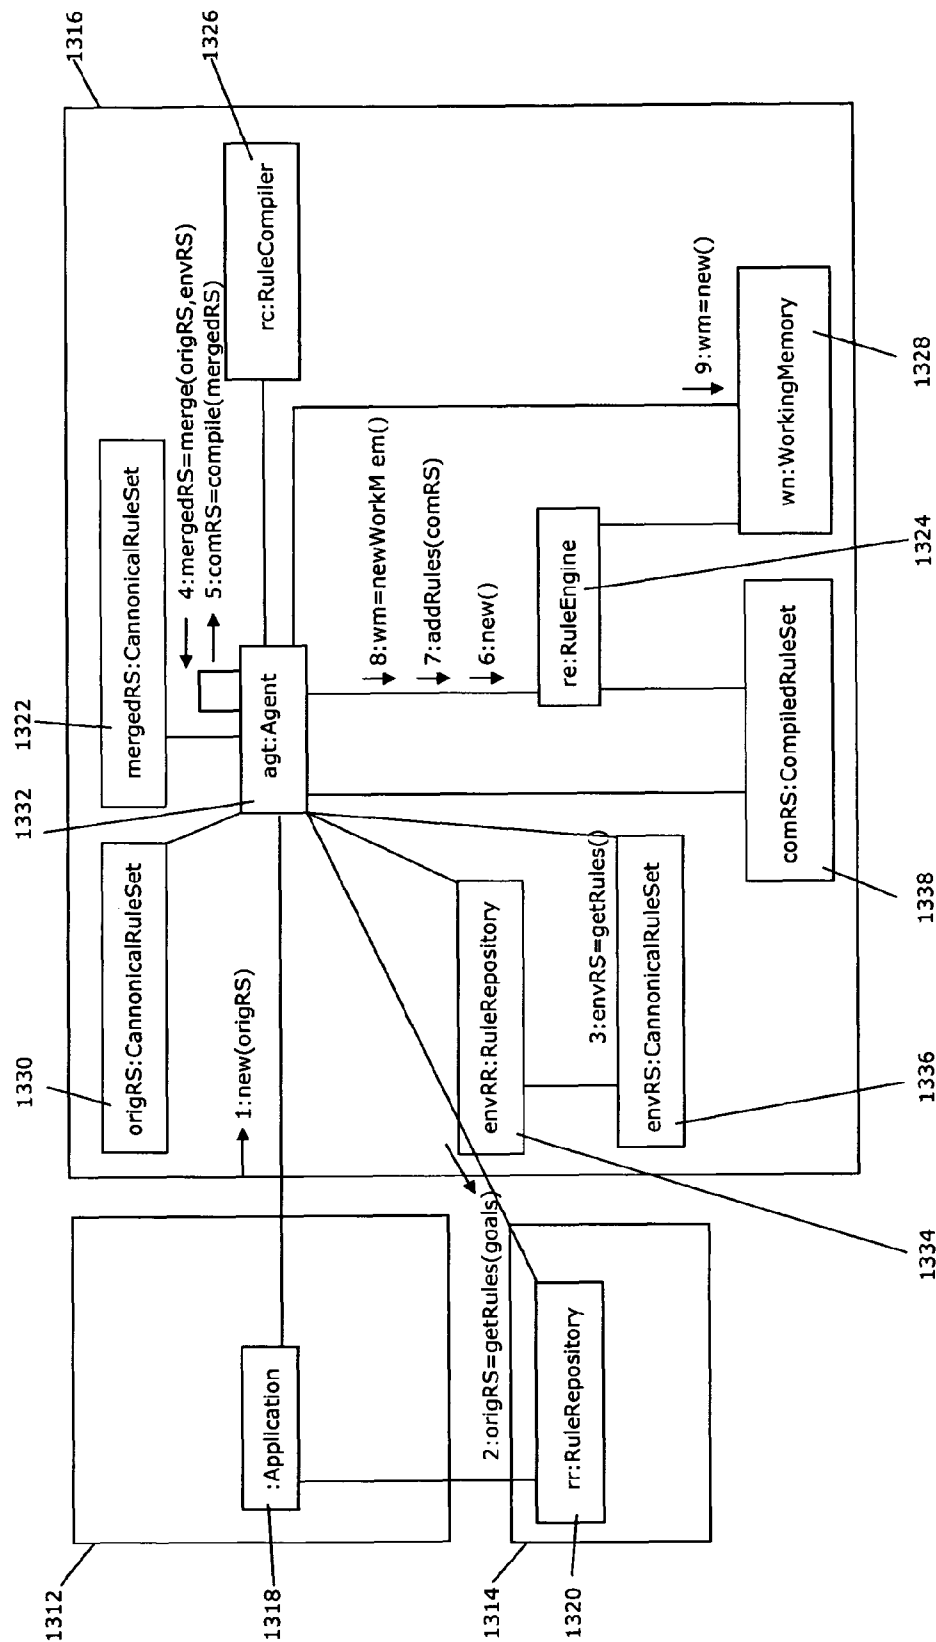 1316
1326
1322
1332
1330
mergedRS:CannonicalRuleSet
4:mergedRS=merge(origRS,envRS)
5:comRS=compile(mergedRS)
rc:RuleCompiler
origRS:CannonicalRuleSet
agt:Agent
1:new(origRS)
8:wm=newWorkM em()
7:addRules(comRS)
6:new()
9:wm=new()
1312
:Application
1318
envRR:RuleRepository
re:RuleEngine
2:origRS=getRules(goals)
3:envRS=getRules()
1314
rr:RuleRepository
1320
envRS:CannonicalRuleSet
comRS:CompiledRuleSet
wn:WorkingMemory
1334
1336
1338
1324
1328